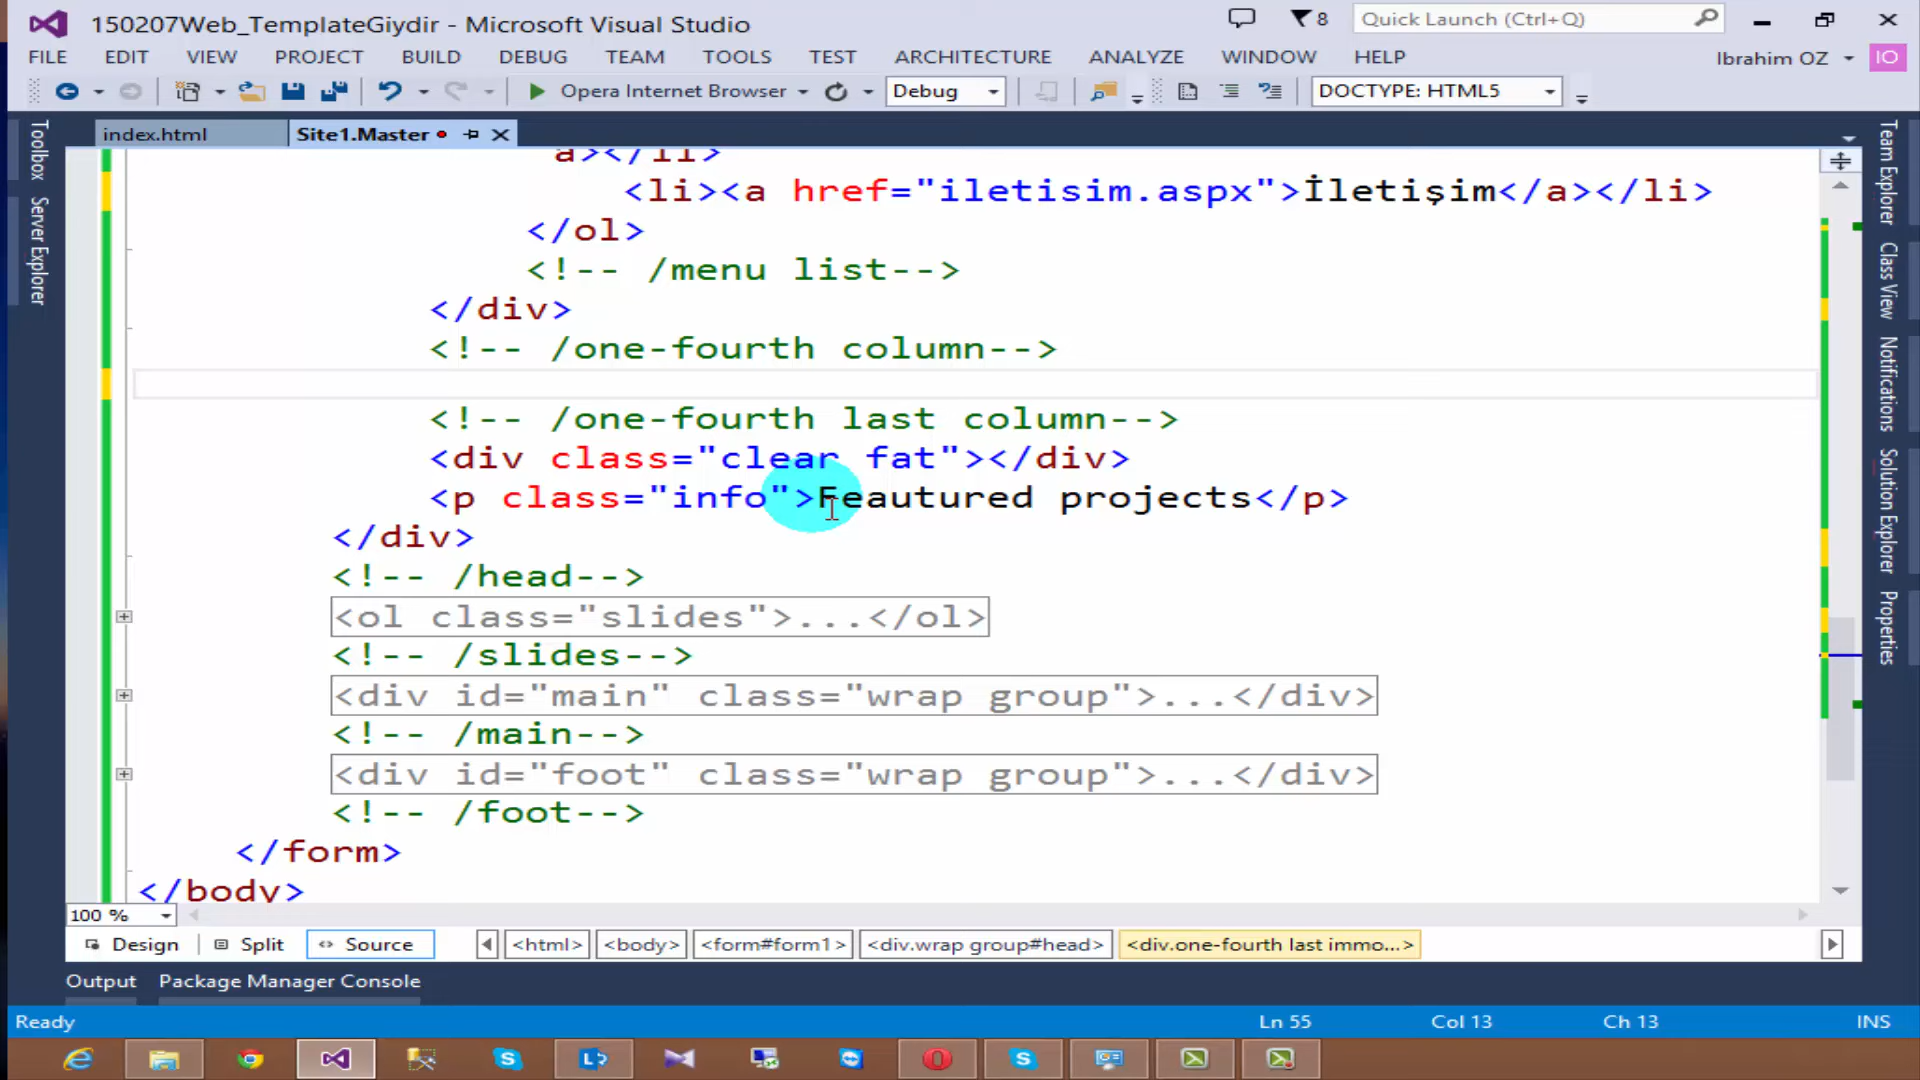 150207Web_TemplateGiydir - Microsoft Visual Studio
8
Quick Launch (Ctrl+Q)
FILE EDIT VIEW PROJECT BUILD DEBUG TEAM TOOLS TEST ARCHITECTURE ANALYZE WINDOW HELP
Ibrahim OZ
IO
Opera Internet Browser
Debug
DOCTYPE: HTML5
index.html
Site1.Master
Toolbox
Server Explorer
a></li>
<li><a href="iletisim.aspx">İletişim</a></li>
</ol>
<!-- /menu list-->
</div>
<!-- /one-fourth column-->
<!-- /one-fourth last column-->
<div class="clear fat"></div>
<p class="info">Feautured projects</p>
</div>
<!-- /head-->
<ol class="slides">...</ol>
<!-- /slides-->
<div id="main" class="wrap group">...</div>
<!-- /main-->
<div id="foot" class="wrap group">...</div>
<!-- /foot-->
</form>
</body>
Team Explorer
Class View
Notifications
Solution Explorer
Properties
100 %
Design
Split
Source
<html>
<body>
<form#form1>
<div.wrap group#head>
<div.one-fourth last immo...>
Output
Package Manager Console
Ready
Ln 55
Col 13
Ch 13
INS